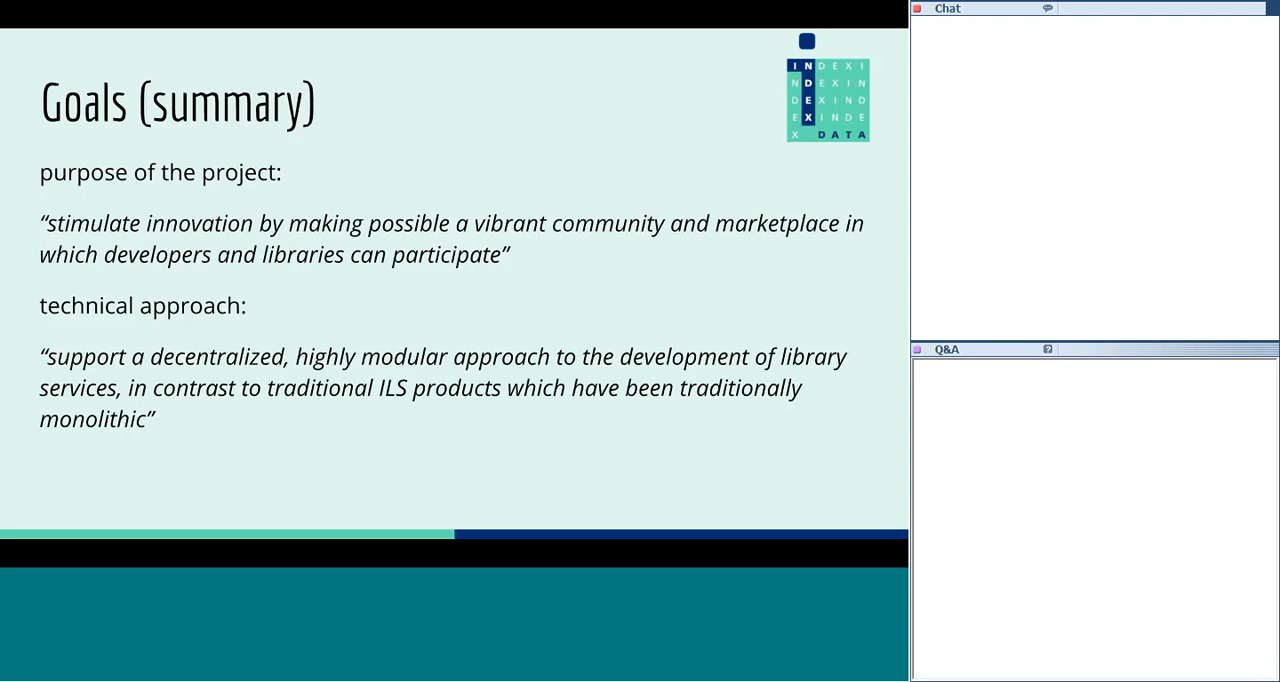 Chat
Goals (summary)
INDEXI
NDEXIN
DEXIND
EXINDE
X DATA
purpose of the project:
“stimulate innovation by making possible a vibrant community and marketplace in
which developers and libraries can participate”
technical approach:
“support a decentralized, highly modular approach to the development of library
services, in contrast to traditional ILS products which have been traditionally
monolithic”
Q&A